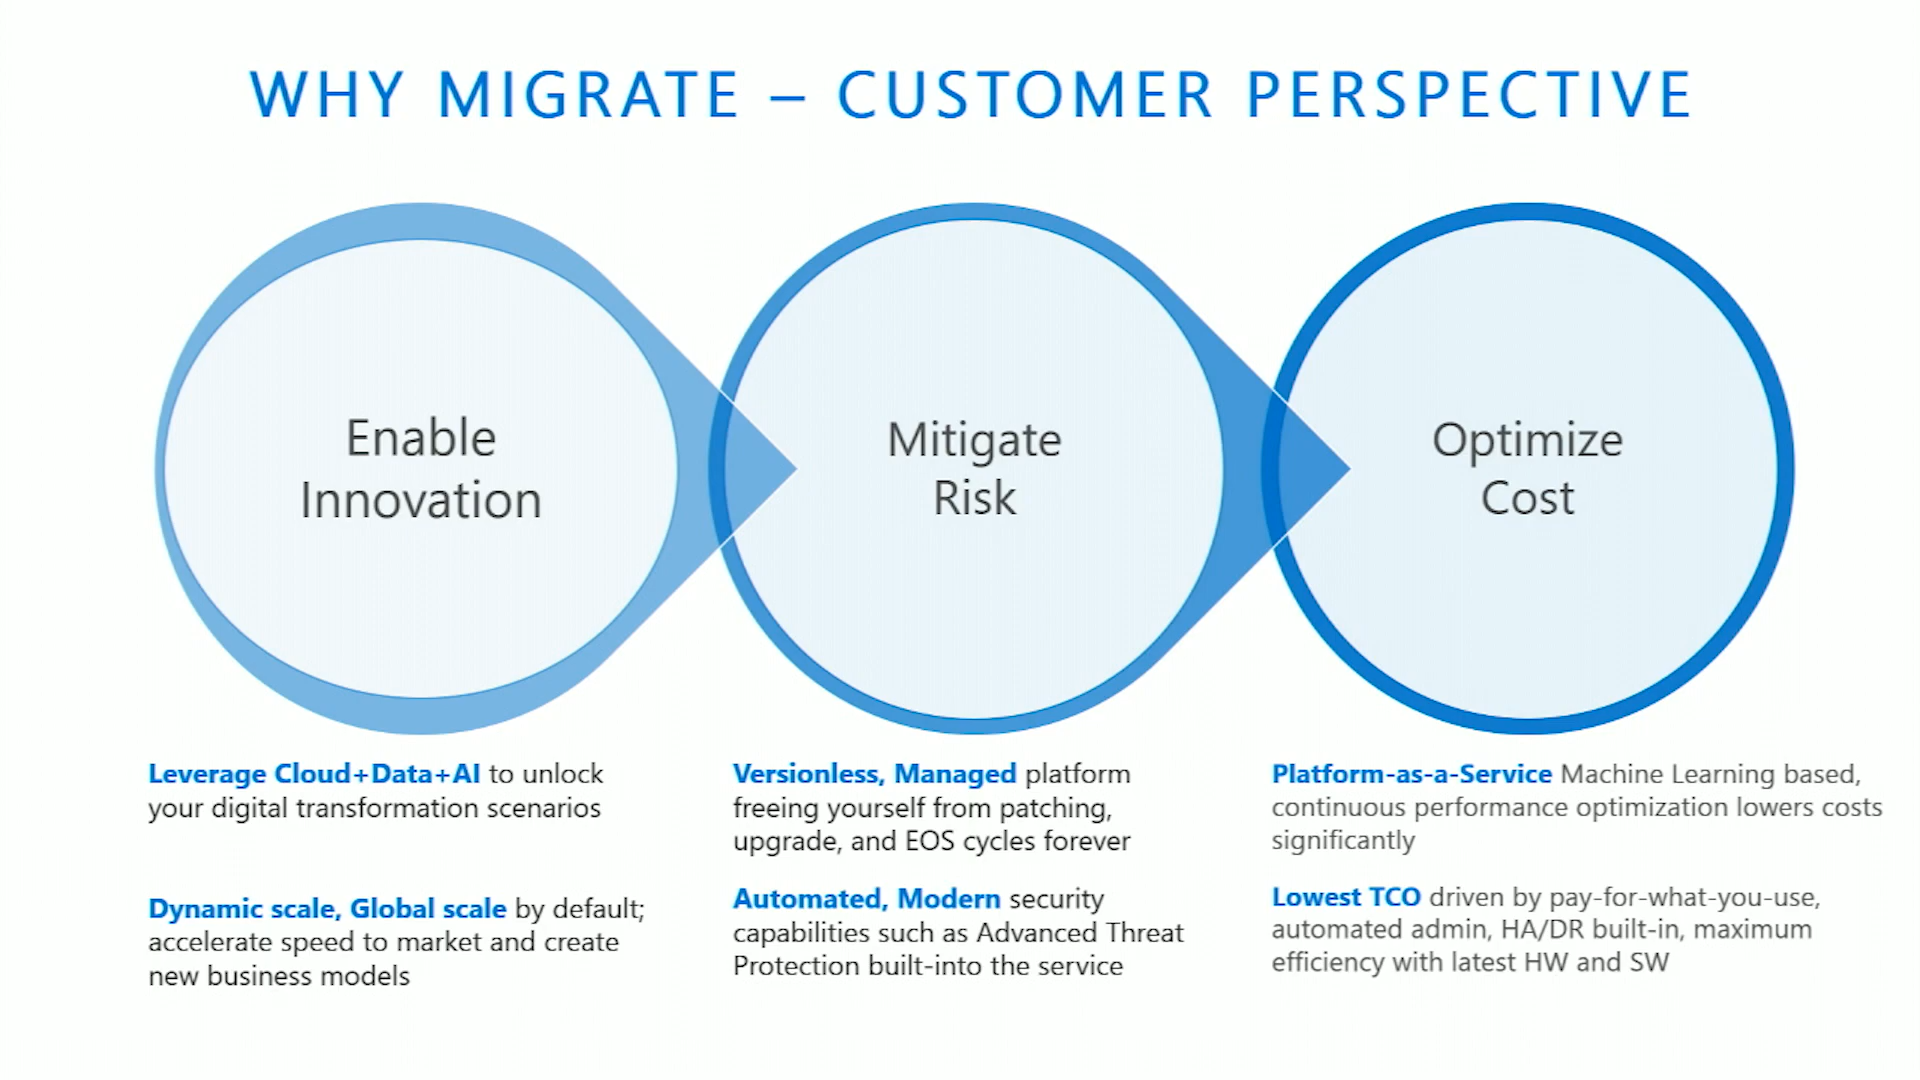 WHY MIGRATE – CUSTOMER PERSPECTIVE
Enable
Innovation
Mitigate
Risk
Optimize
Cost
Leverage Cloud+Data+AI to unlock
your digital transformation scenarios
Dynamic scale, Global scale by default;
accelerate speed to market and create
new business models
Versionless, Managed platform
freeing yourself from patching,
upgrade, and EOS cycles forever
Automated, Modern security
capabilities such as Advanced Threat
Protection built-into the service
Platform-as-a-Service Machine Learning based,
continuous performance optimization lowers costs
significantly
Lowest TCO driven by pay-for-what-you-use,
automated admin, HA/DR built-in, maximum
efficiency with latest HW and SW